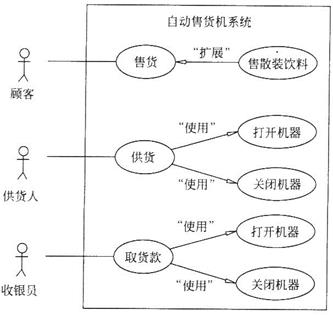 自动售货机系统
售货
“扩展”
售散装饮料
顾客
“使用”
打开机器
供货
“使用”
关闭机器
供货人
“使用”
打开机器
取货款
“使用”
关闭机器
收银员